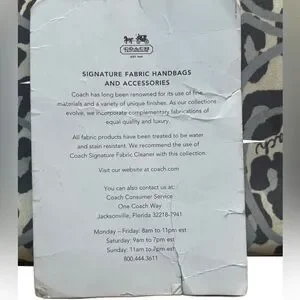 COACH
EST. 1941
SIGNATURE FABRIC HANDBAGS
AND ACCESSORIES
Coach has long been renowned for its use of fine
materials and a variety of unique finishes. As our collections
evolve, we incorporate complementary fabrications of
equal quality and luxury.
All fabric products have been treated to be water
and stain resistant. We recommend the use of
Coach Signature Fabric Cleaner with this collection.
Visit our website at coach.com
You can also contact us at:
Coach Consumer Service
One Coach Way
Jacksonville, Florida 32218-7941
Monday – Friday: 8am to 11pm est
Saturday: 9am to 7pm est
Sunday: 11am to 7pm est
800.444.3611